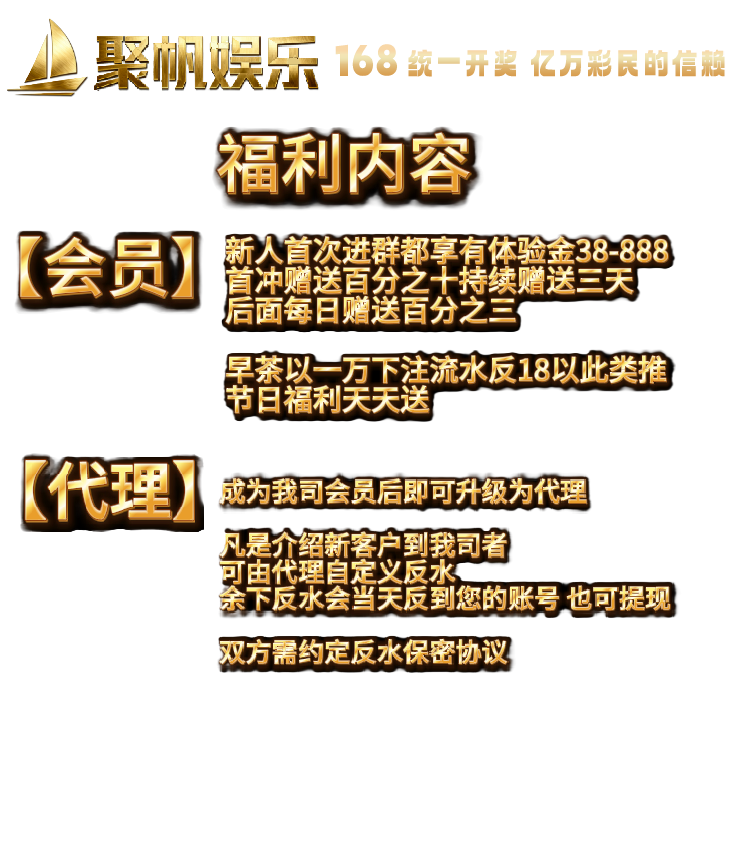 聚帆娱乐 168 统一开奖 亿万彩民的信赖
福利内容
【会员】
新人首次进群都享有体验金38-888
首冲赠送百分之十持续赠送三天
后面每日赠送百分之三
早茶以一万下注流水反18以此类推
节日福利天天送
【代理】
成为我司会员后即可升级为代理
凡是介绍新客户到我司者
可由代理自定义反水
余下反水会当天反到您的账号 也可提现
双方需约定反水保密协议